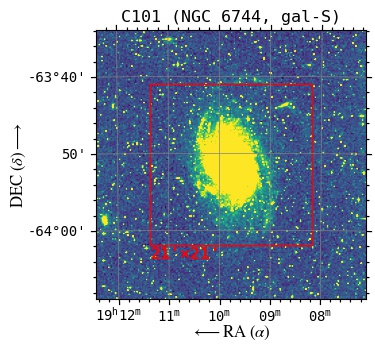 C101 (NGC 6744, gal-S)
-63°40'
50'
-64°00'
DEC (δ) ⟶
21'×21'
19ʰ12ᵐ 11ᵐ 10ᵐ 09ᵐ 08ᵐ
⟵ RA (α)